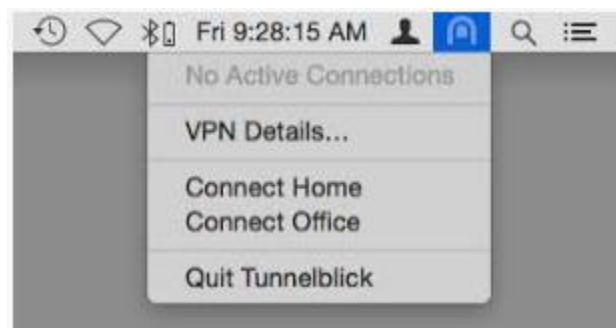 Fri 9:28:15 AM
No Active Connections
VPN Details...
Connect Home
Connect Office
Quit Tunnelblick